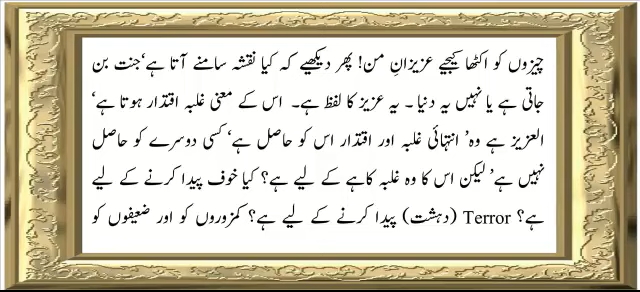 چیزوں کو اکٹھا کیجیے عزیزانِ من! پھر دیکھیے کہ کیا نقشہ سامنے آتا ہے‘جنت بن
جاتی ہے یا نہیں یہ دنیا ۔ یہ عزیز کا لفظ ہے۔ اس کے معنی غلبہ اقتدار ہوتا ہے‘
العزیز ہے وہ’ انتہائی غلبہ اور اقتدار اس کو حاصل ہے‘ کسی دوسرے کو حاصل
نہیں ہے’ لیکن اس کا وہ غلبہ کاہے کے لیے ہے؟ کیا خوف پیدا کرنے کے لیے
ہے؟ Terror (دہشت) پیدا کرنے کے لیے ہے؟ کمزوروں کو اور ضعیفوں کو